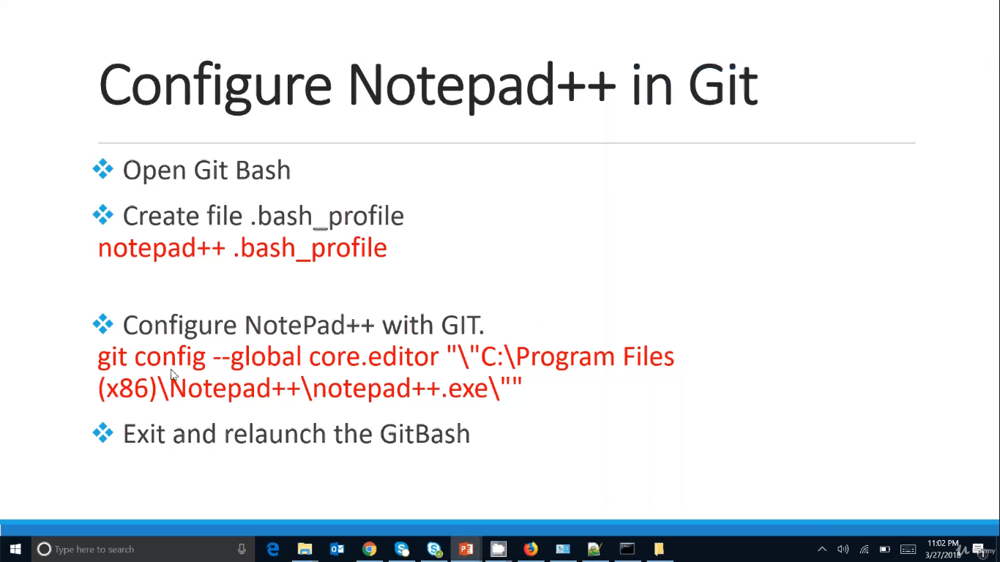 Configure Notepad++ in Git
Open Git Bash
Create file .bash_profile
notepad++ .bash_profile
Configure NotePad++ with GIT.
git config --global core.editor "\"C:\Program Files
(x86)\Notepad++\notepad++.exe\""
Exit and relaunch the GitBash
Type here to search
11:02 PM
3/27/2018